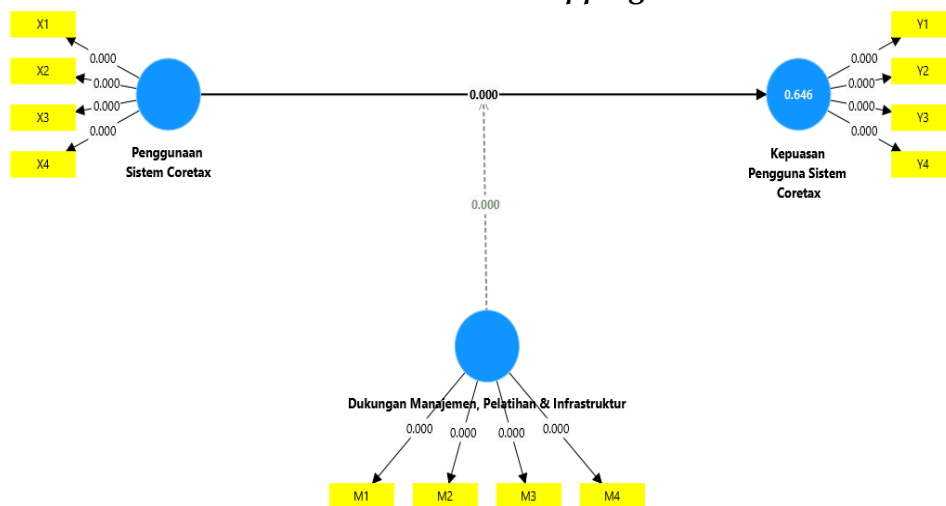 pping
X1
0.000
X2
0.000
X3
0.000
X4
0.000
Penggunaan
Sistem Coretax
0.000
0.646
Kepuasan
Pengguna Sistem
Coretax
Y1
0.000
Y2
0.000
Y3
0.000
Y4
0.000
0.000
Dukungan Manajemen, Pelatihan & Infrastruktur
0.000
0.000
0.000
0.000
M1
M2
M3
M4